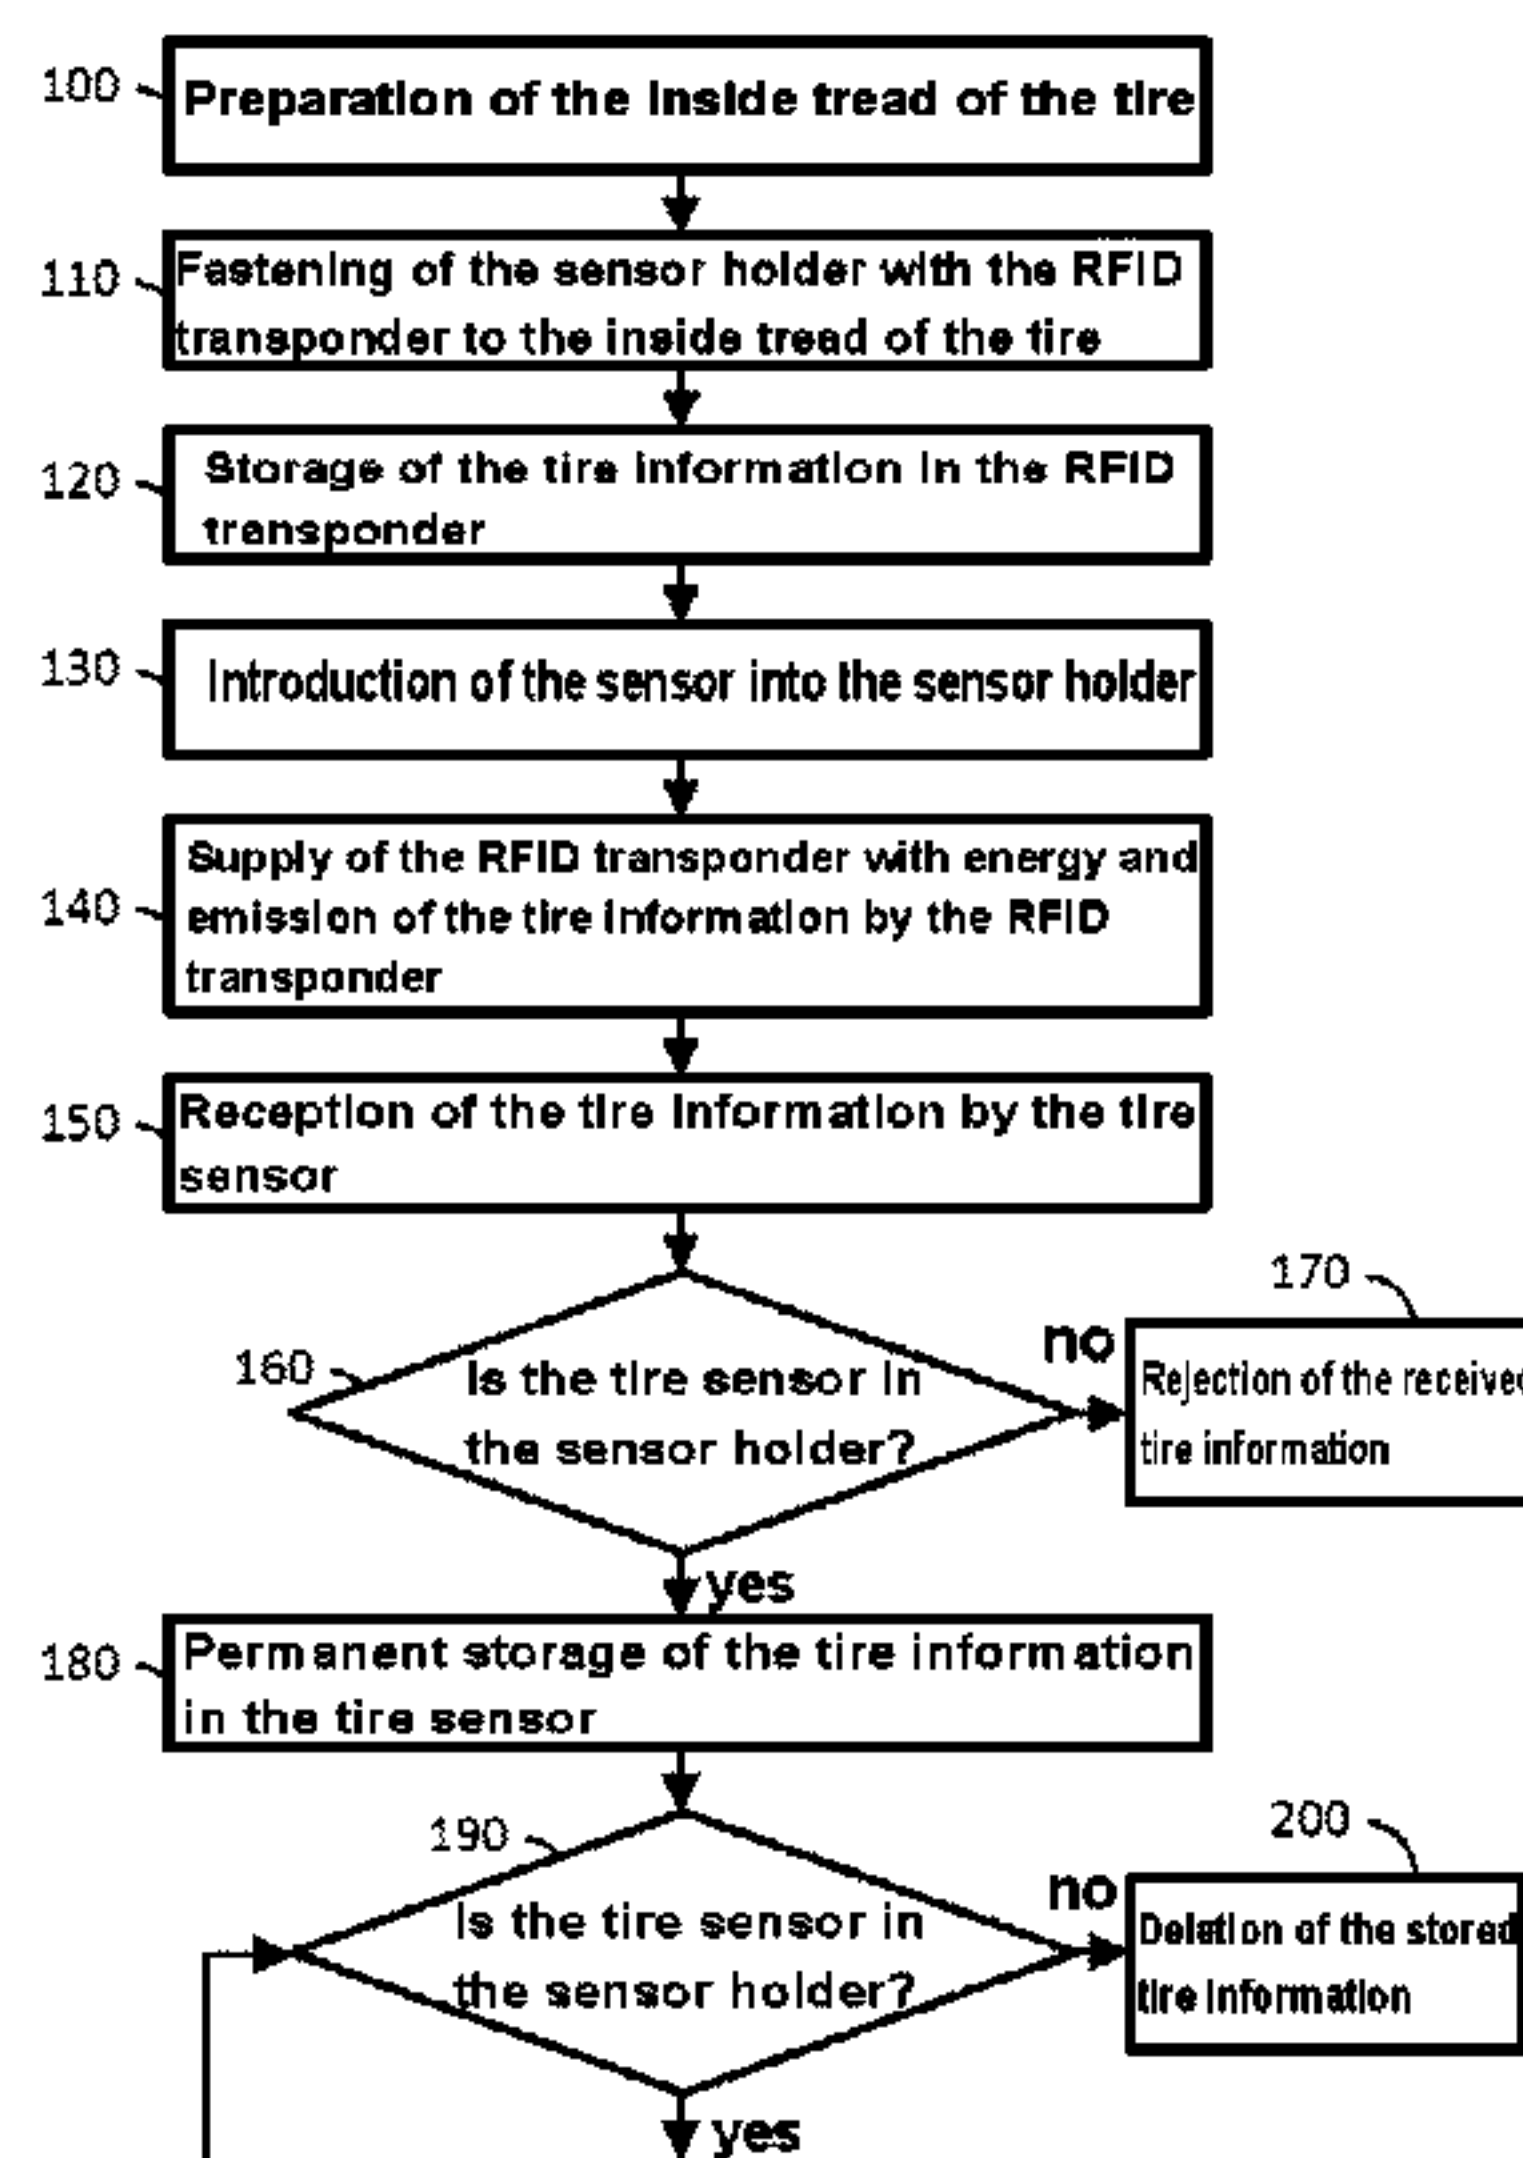 100
Preparation of the inside tread of the tire
110
Fastening of the sensor holder with the RFID
transponder to the inside tread of the tire
120
Storage of the tire information in the RFID
transponder
130
Introduction of the sensor into the sensor holder
140
Supply of the RFID transponder with energy and
emission of the tire information by the RFID
transponder
150
Reception of the tire information by the tire
sensor
160
Is the tire sensor in
the sensor holder?
no
170
Rejection of the received
tire information
yes
180
Permanent storage of the tire information
in the tire sensor
190
Is the tire sensor in
the sensor holder?
no
200
Deletion of the stored
tire information
yes